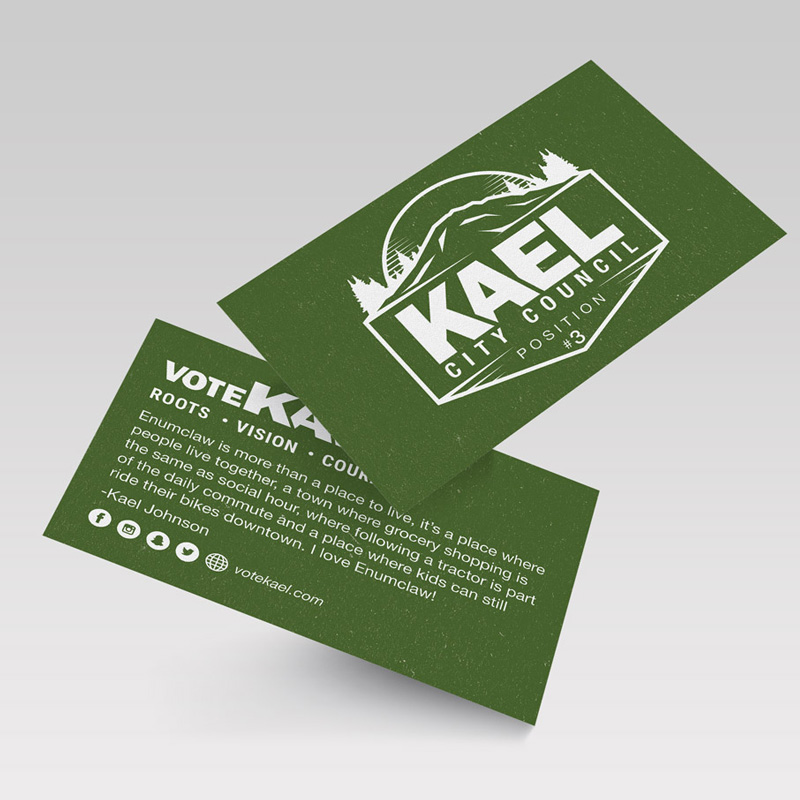 KAEL
CITY COUNCIL
POSITION
#3
VOTE
ROOTS • VISION •
Enumclaw is more than a place to live, it's a place where
people live together, a town where grocery shopping is
the same as social hour, where following a tractor is part
of the daily commute and a place where kids can still
ride their bikes downtown. I love Enumclaw!
-Kael Johnson
votekael.com